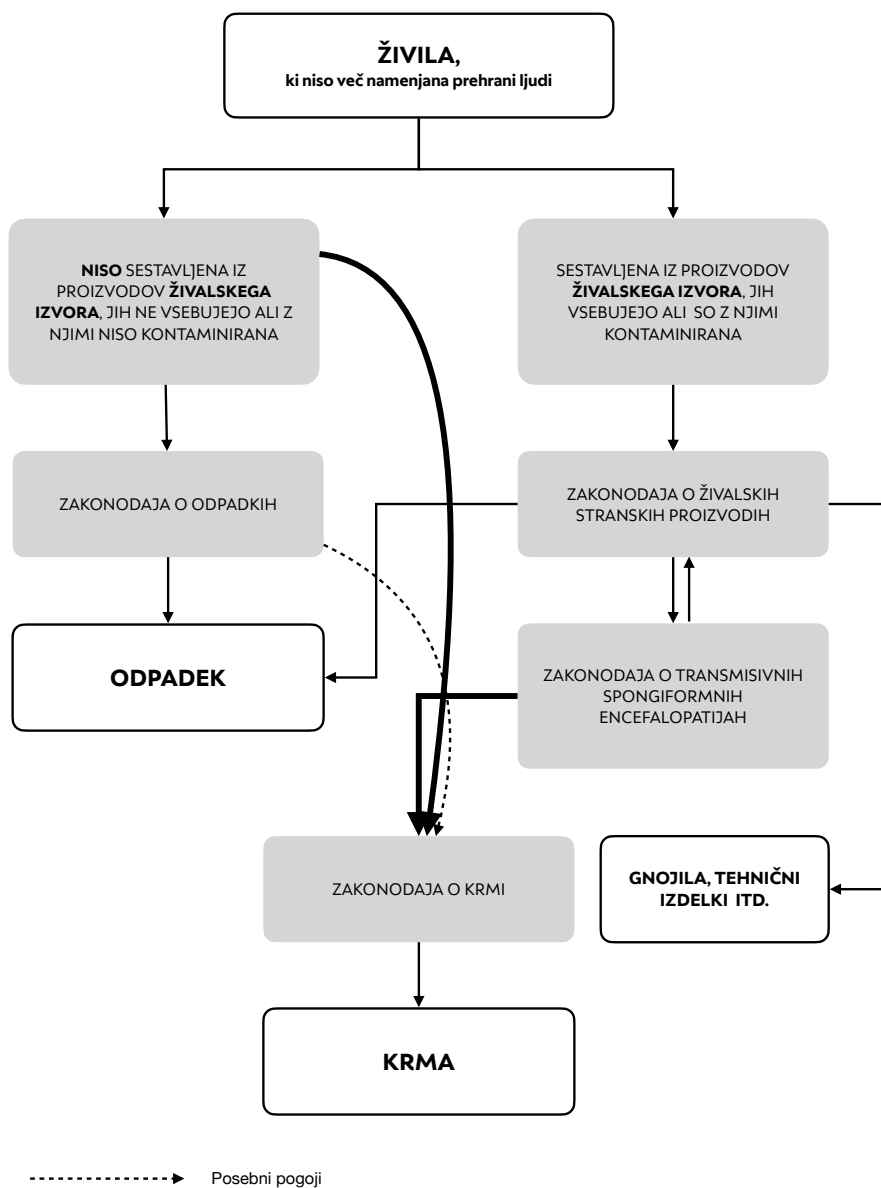 ŽIVILA,
ki niso več namenjana prehrani ljudi
NISO SESTAVLJENA IZ
PROIZVODOV ŽIVALSKEGA
IZVORA, JIH NE VSEBUJEJO ALI Z
NJIMI NISO KONTAMINIRANA
SESTAVLJENA IZ PROIZVODOV
ŽIVALSKEGA IZVORA, JIH
VSEBUJEJO ALI SO Z NJIMI
KONTAMINIRANA
ZAKONODAJA O ODPADKIH
ZAKONODAJA O ŽIVALSKIH
STRANSKIH PROIZVODIH
ODPADEK
ZAKONODAJA O TRANSMISIVNIH
SPONGIFORMNIH
ENCEFALOPATIJAH
ZAKONODAJA O KRMI
GNOJILA, TEHNIČNI
IZDELKI ITD.
KRMA
Posebni pogoji